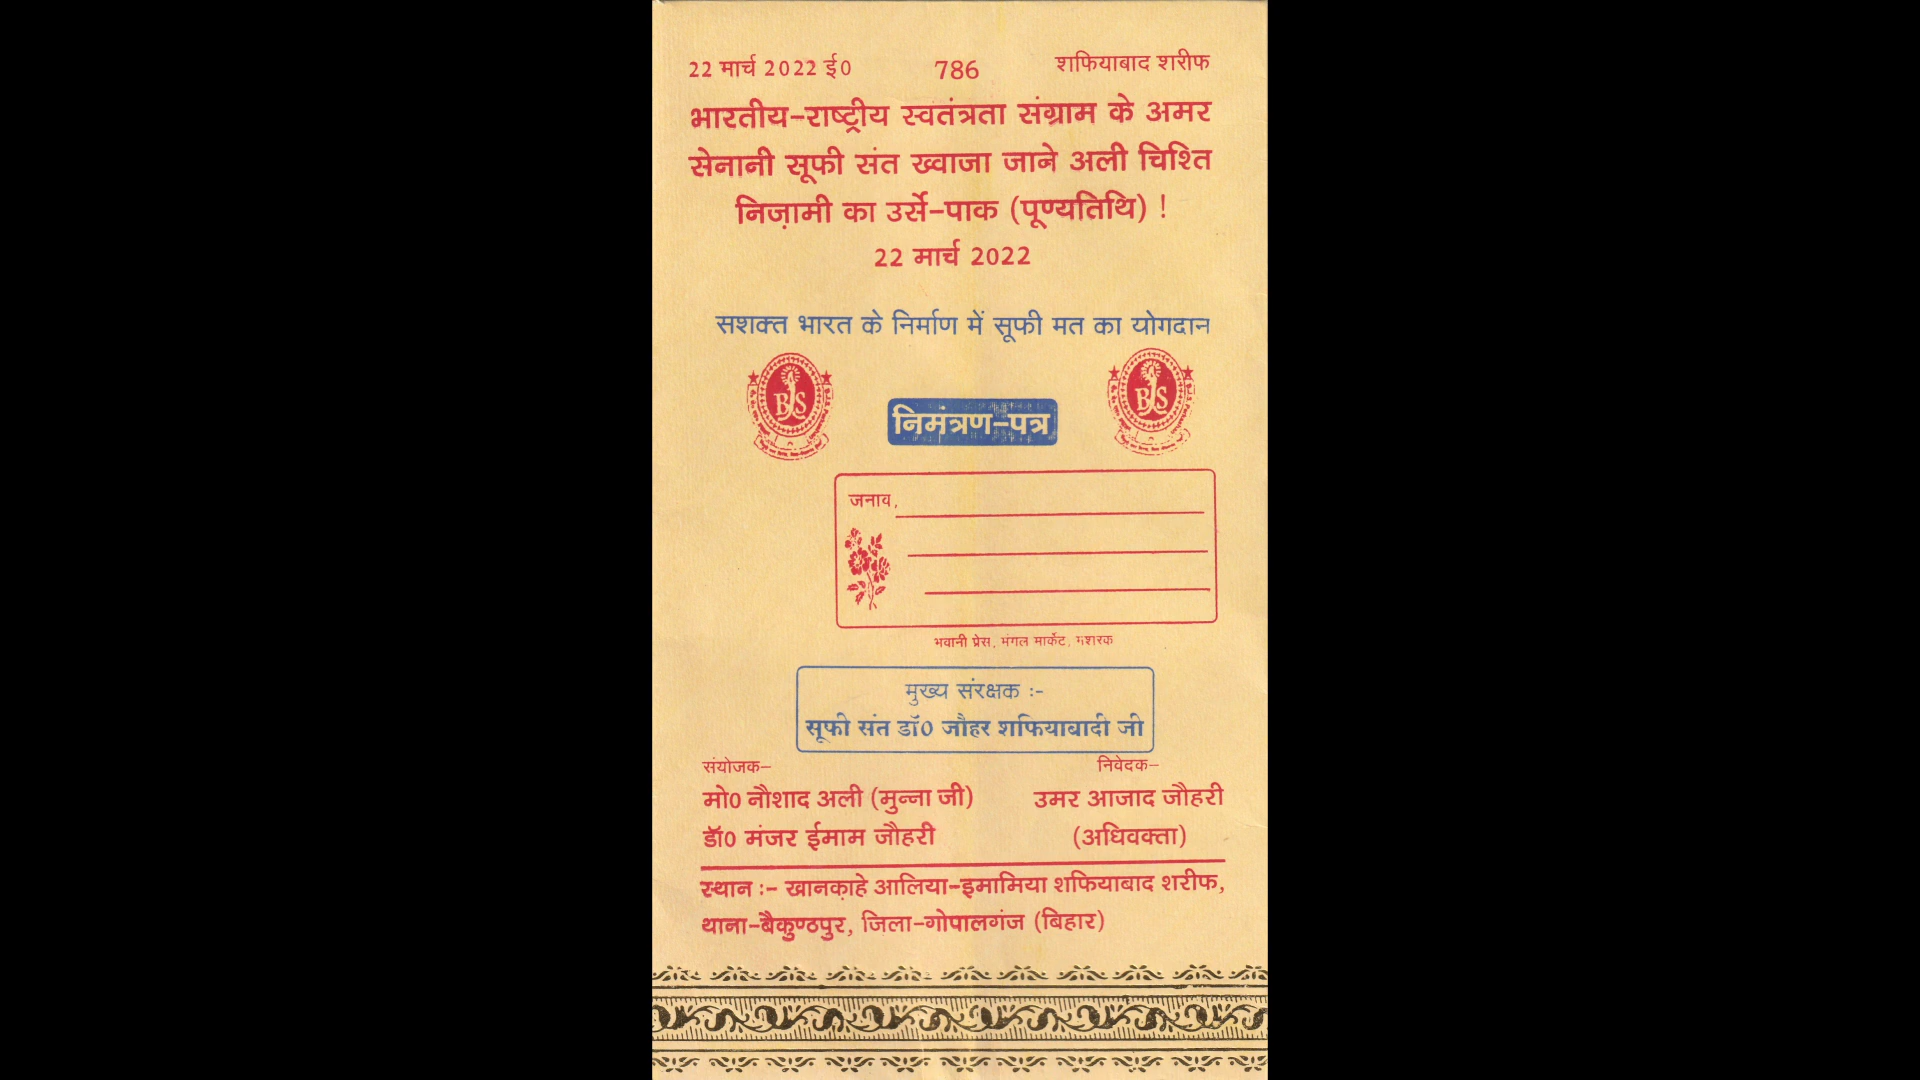 22 मार्च 2022 ई0 786 शफियाबाद शरीफ
भारतीय-राष्ट्रीय स्वतंत्रता संग्राम के अमर
सेनानी सूफी संत ख्वाजा जाने अली चिश्ति
निज़ामी का उर्से-पाक (पूण्यतिथि) !
22 मार्च 2022
सशक्त भारत के निर्माण में सूफी मत का योगदान
BJS
BJS
निमंत्रण-पत्र
जनाव,
भवानी प्रेस, मंगल मार्केट, मशरक
मुख्य संरक्षक :-
सूफी संत डॉ0 जौहर शफियाबादी जी
संयोजक- निवेदक-
मो0 नौशाद अली (मुन्ना जी) उमर आजाद जौहरी
डॉ0 मंजर ईमाम जौहरी (अधिवक्ता)
स्थान :- खानका़हे आलिया-इमामिया शफियाबाद शरीफ,
थाना-बैकुण्ठपुर, जिला-गोपालगंज (बिहार)